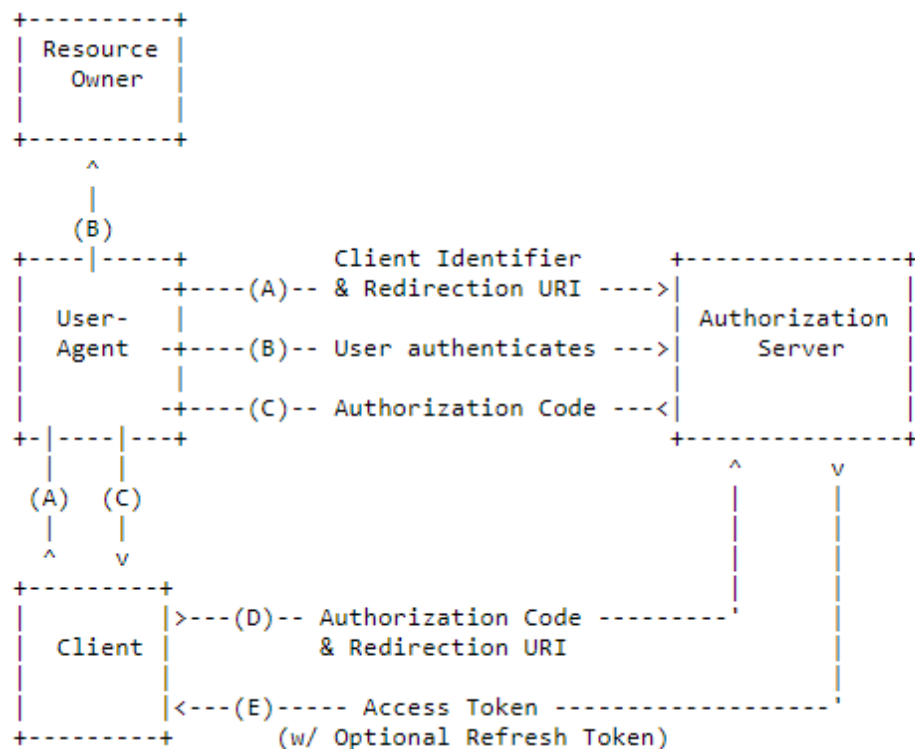 +----------+
| Resource |
|   Owner  |
|          |
+----------+
     ^
     |
    (B)
+----|-----+          Client Identifier      +---------------+
|         -+----(A)-- & Redirection URI ---->|               |
|  User-   |                                 | Authorization |
|  Agent  -+----(B)-- User authenticates --->|     Server    |
|          |                                 |               |
|         -+----(C)-- Authorization Code ---<|               |
+-|----|---+                                 +---------------+
  |    |                                         ^      v
 (A)  (C)                                        |      |
  |    |                                         |      |
  ^    v                                         |      |
+---------+                                      |      |
|         |>---(D)-- Authorization Code ---------'      |
|  Client |          & Redirection URI                  |
|         |                                             |
|         |<---(E)----- Access Token -------------------'
+---------+       (w/ Optional Refresh Token)